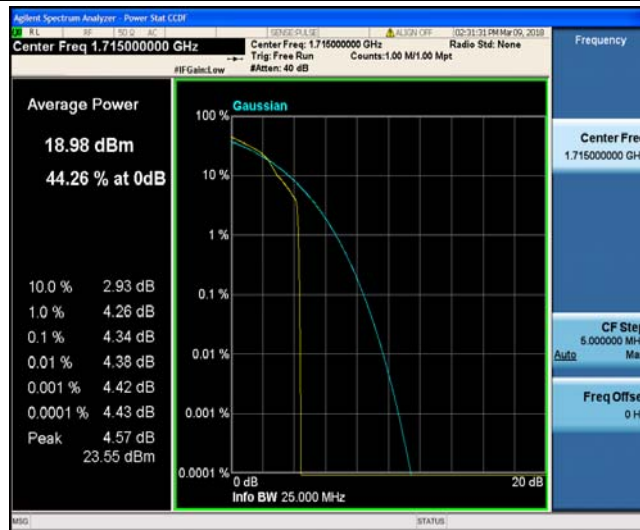 Agilent Spectrum Analyzer - Power Stat CCDF
RL RF 50 Ω AC SENSE:PULSE ALIGN OFF 02:31:31 PM Mar 09, 2018
Center Freq 1.715000000 GHz
Center Freq: 1.715000000 GHz Radio Std: None
Trig: Free Run Counts:1.00 M/1.00 Mpt
#IFGain:Low #Atten: 40 dB
Frequency
Average Power
18.98 dBm
44.26 % at 0dB
10.0 % 2.93 dB
1.0 % 4.26 dB
0.1 % 4.34 dB
0.01 % 4.38 dB
0.001 % 4.42 dB
0.0001 % 4.43 dB
Peak 4.57 dB
23.55 dBm
100 %
Gaussian
10 %
1 %
0.1 %
0.01 %
0.001 %
0.0001 %
0 dB 20 dB
Info BW 25.000 MHz
Center Fre
1.715000000 GH
CF Step
5.000000 MH
Auto Ma
Freq Offse
0 H
MSG STATUS